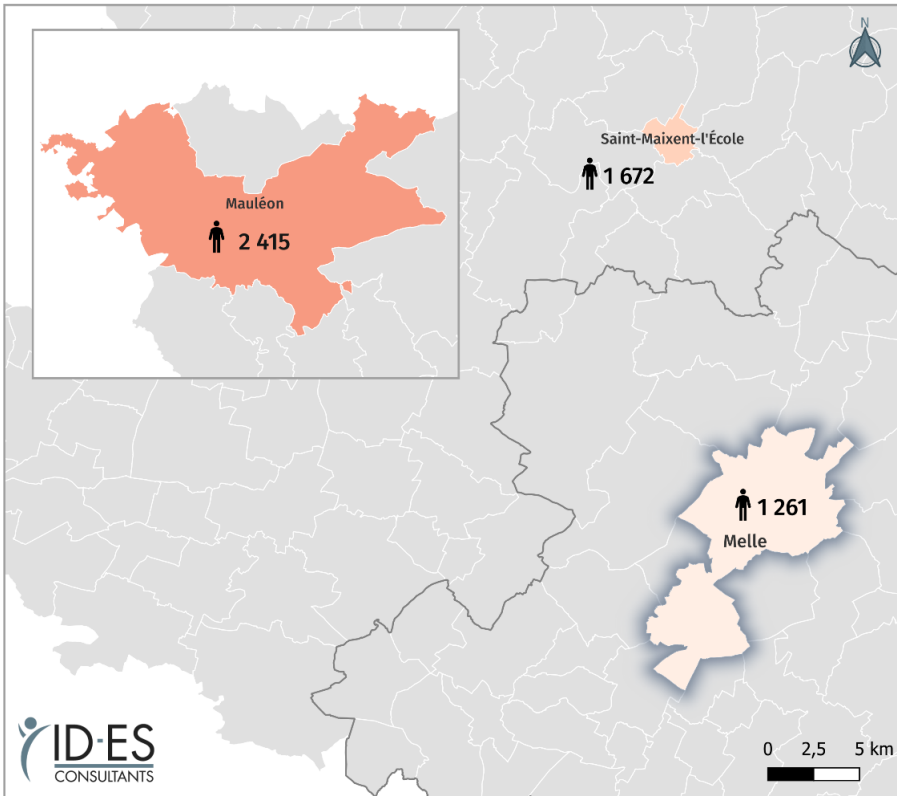 N
Saint-Maixent-l'École
1 672
Mauléon
2 415
1 261
Melle
ID-ES
CONSULTANTS
0 2,5 5 km